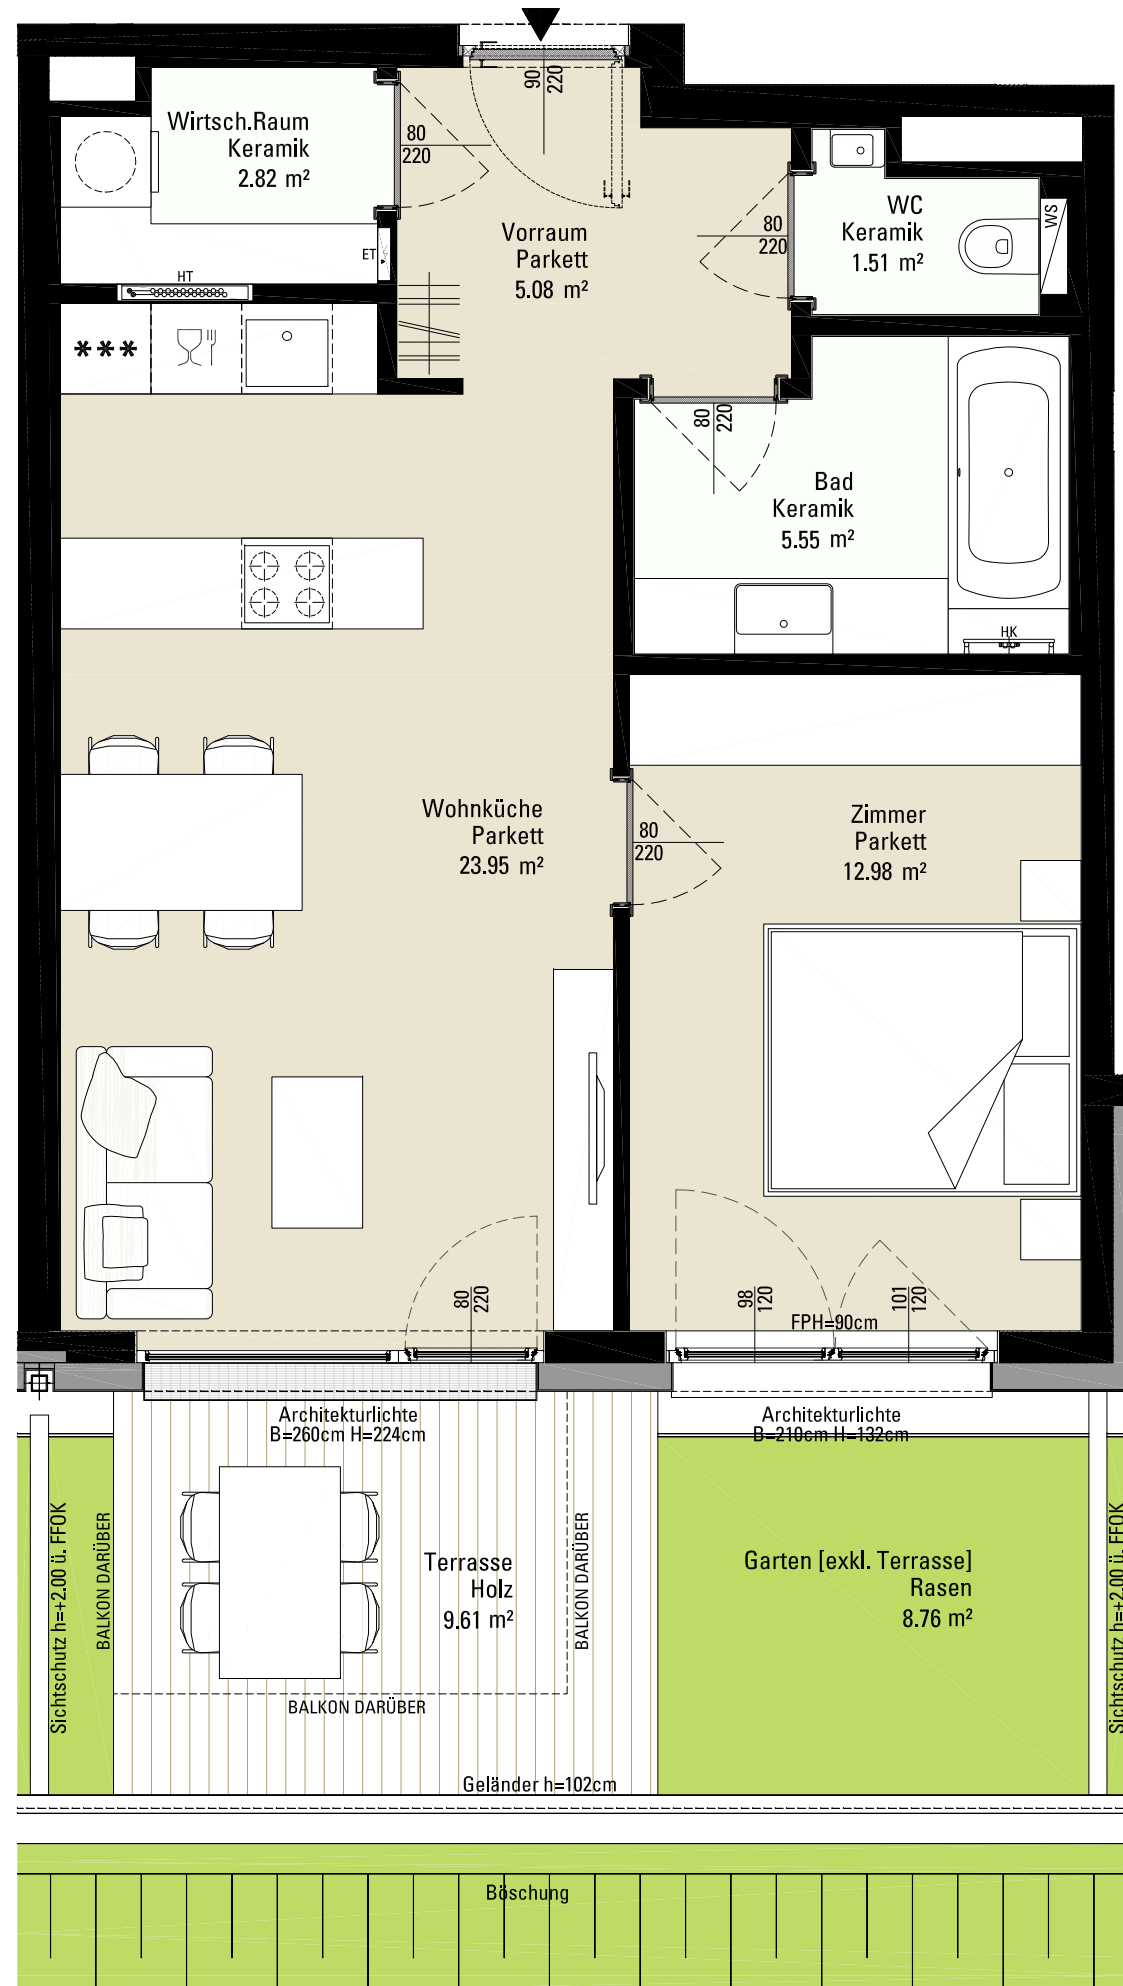 90
220
Wirtsch.Raum
Keramik
2.82 m²
80
220
ET
HT
Vorraum
Parkett
5.08 m²
80
220
WC
Keramik
1.51 m²
WS
***
80
220
Bad
Keramik
5.55 m²
HK
Wohnküche
Parkett
23.95 m²
80
220
Zimmer
Parkett
12.98 m²
80
220
98
120
101
120
FPH=90cm
Architekturlichte
B=260cm H=224cm
Architekturlichte
B=210cm H=132cm
Sichtschutz h=+2.00 ü. FFOK
BALKON DARÜBER
Terrasse
Holz
9.61 m²
BALKON DARÜBER
BALKON DARÜBER
Garten [exkl. Terrasse]
Rasen
8.76 m²
Sichtschutz h=+2.00 ü. FFOK
Geländer h=102cm
Böschung